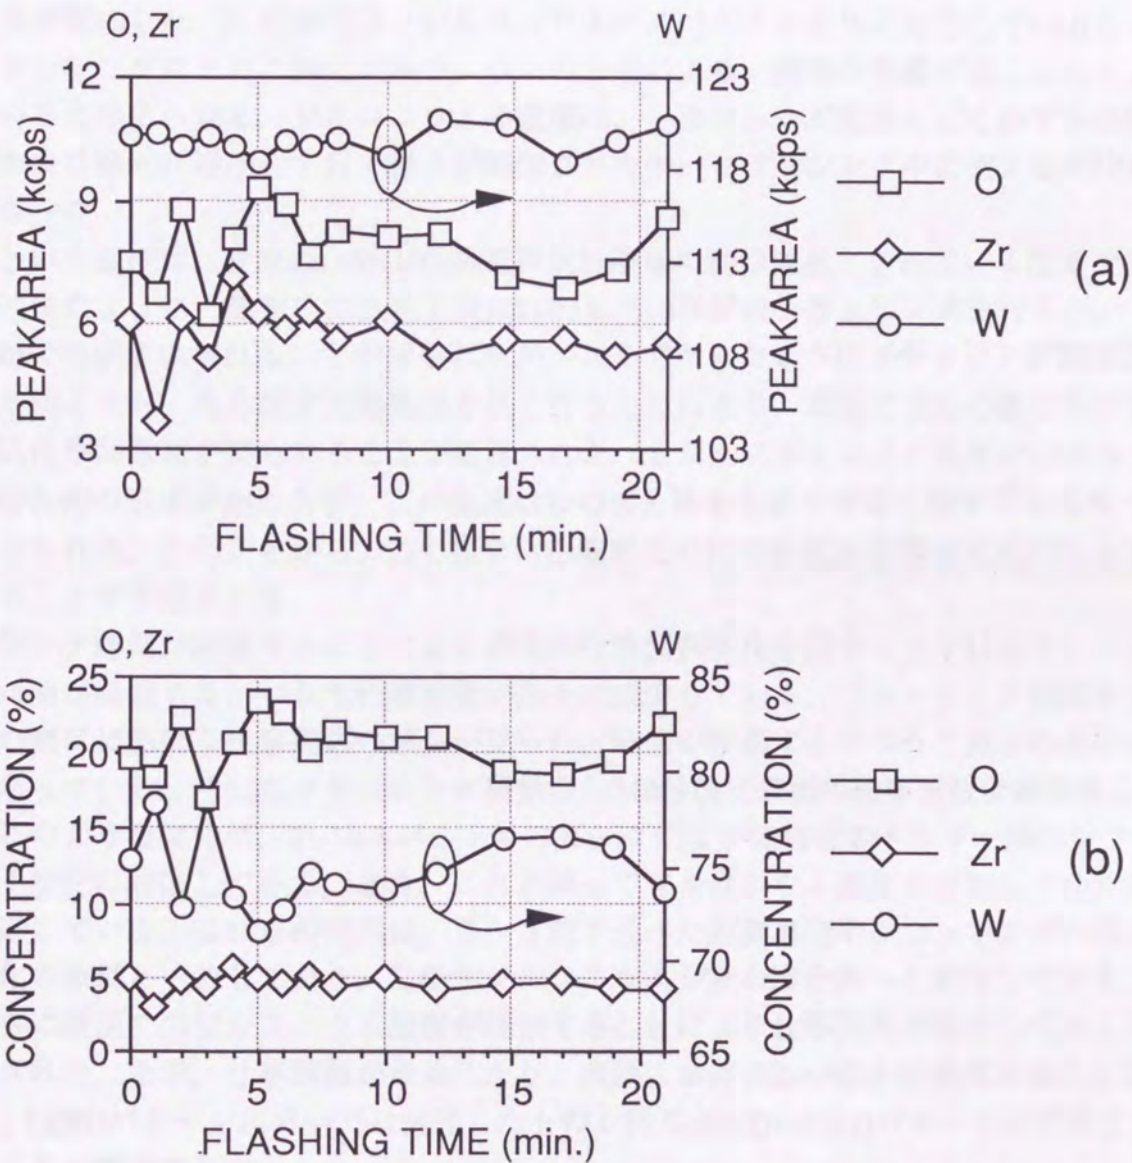 O, Zr
W
12
9
6
3
PEAKAREA (kcps)
123
118
113
108
103
PEAKAREA (kcps)
0 5 10 15 20
FLASHING TIME (min.)
O
Zr
W
(a)
O, Zr
W
25
20
15
10
5
0
CONCENTRATION (%)
85
80
75
70
65
CONCENTRATION (%)
0 5 10 15 20
FLASHING TIME (min.)
O
Zr
W
(b)